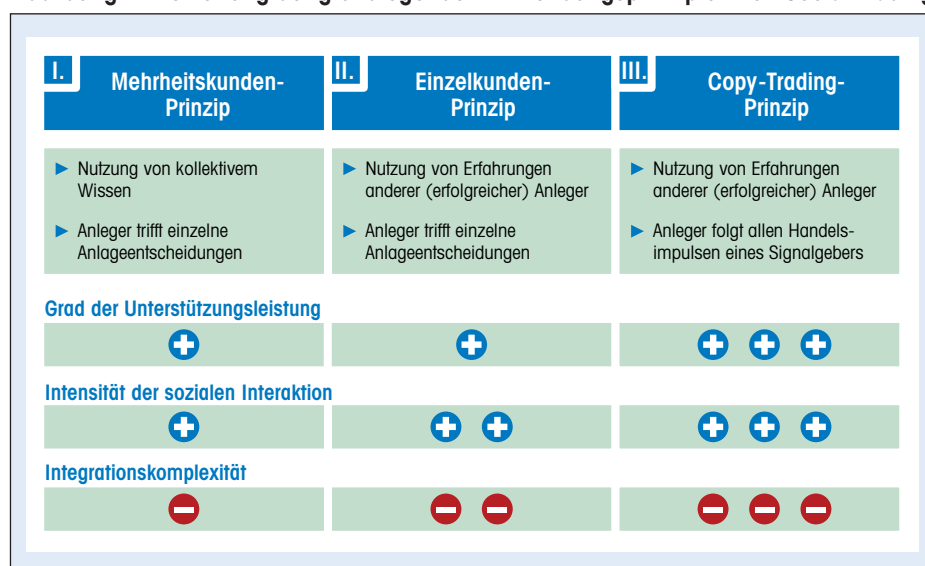 I.
Mehrheitskunden-
Prinzip
II.
Einzelkunden-
Prinzip
III.
Copy-Trading-
Prinzip
► Nutzung von kollektivem
Wissen
► Anleger trifft einzelne
Anlageentscheidungen
► Nutzung von Erfahrungen
anderer (erfolgreicher) Anleger
► Anleger trifft einzelne
Anlageentscheidungen
► Nutzung von Erfahrungen
anderer (erfolgreicher) Anleger
► Anleger folgt allen Handels-
impulsen eines Signalgebers
Grad der Unterstützungsleistung
Intensität der sozialen Interaktion
Integrationskomplexität